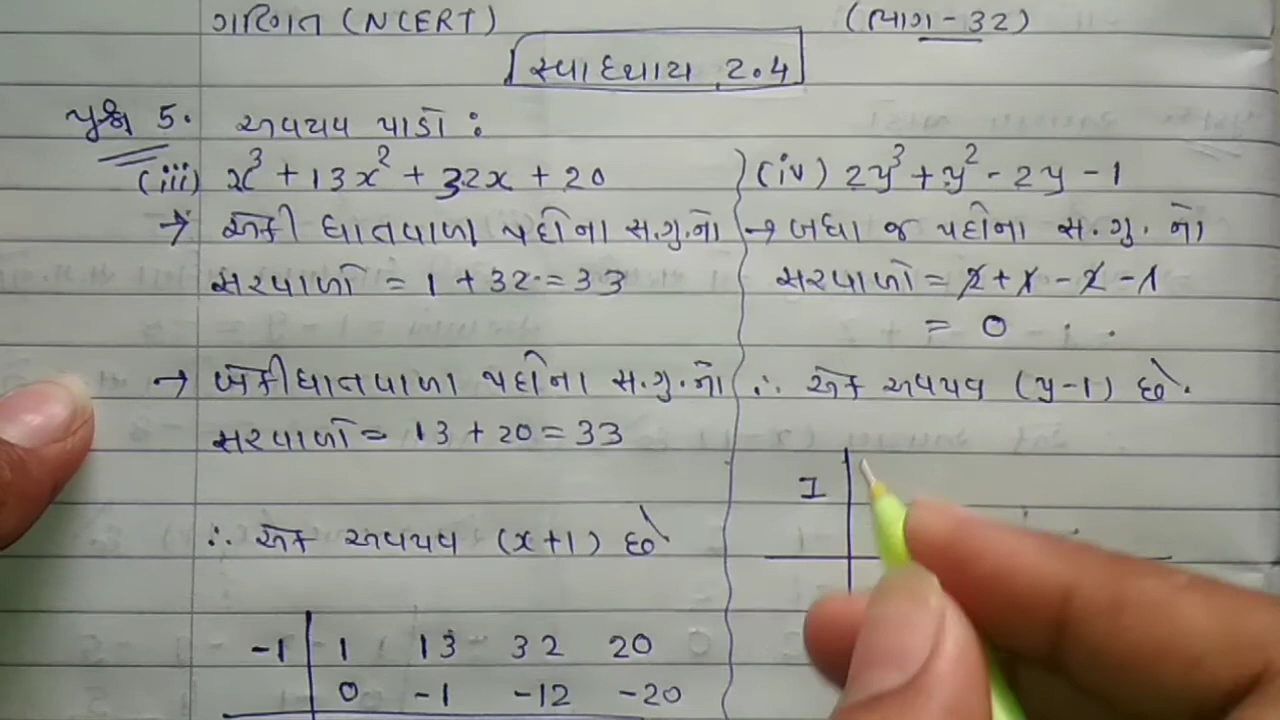 ગણિત (NCERT)
(ભાગ-32)
સ્વાધ્યાય 2.4
પ્રશ્ન 5. અવયવ પાડો :
(iii) x³ + 13x² + 32x + 20
→ એકી ઘાતવાળા પદોના સ.ગુ.નો
સરવાળો = 1 + 32 = 33
→ બેકીઘાતવાળા પદોના સ.ગુ.નો
સરવાળો = 13 + 20 = 33
∴ એક અવયવ (x+1) છે
-1 | 1 13 32 20
0 -1 -12 -20
(iv) 2y³ + y² - 2y - 1
→ બધા જ પદોના સ.ગુ. નો
સરવાળો = 2 + 1 - 2 - 1
= 0
∴ એક અવયવ (y-1) છે.
1